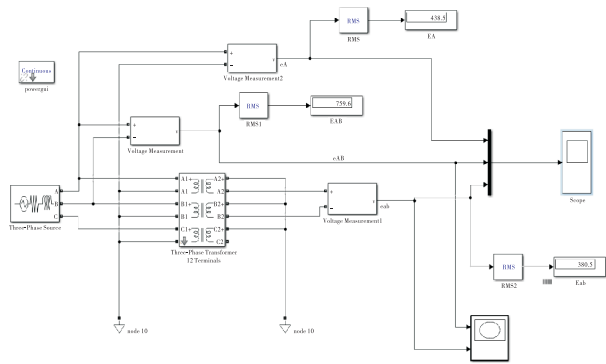 438.5
RMS
RMS
EA
+
−
v
eA
Voltage Measurement2
Continuous
powergui
RMS
759.6
RMS1
EAB
+
−
v
Voltage Measurement
eAB
Scope
A
B
C
Three-Phase Source
A1+
A2+
A1
A2
B1+
B2+
B1
B2
C1+
C2+
C1
C2
Three-Phase Transformer
12 Terminals
+
−
v
eab
Voltage Measurement1
RMS
380.5
RMS2
Eab
node 10
node 10